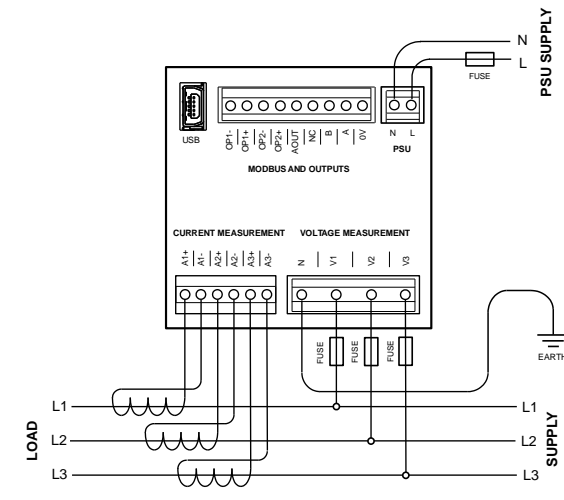 N
L
FUSE
PSU SUPPLY
USB
OP1- | OP1+ | OP2- | OP2+ | AOUT | NC | B | A | 0V
N L
PSU
MODBUS AND OUTPUTS
CURRENT MEASUREMENT
VOLTAGE MEASUREMENT
A1+ | A1- | A2+ | A2- | A3+ | A3-
N | V1 | V2 | V3
FUSE
FUSE
FUSE
EARTH
LOAD
L1
L2
L3
L1
L2
L3
SUPPLY